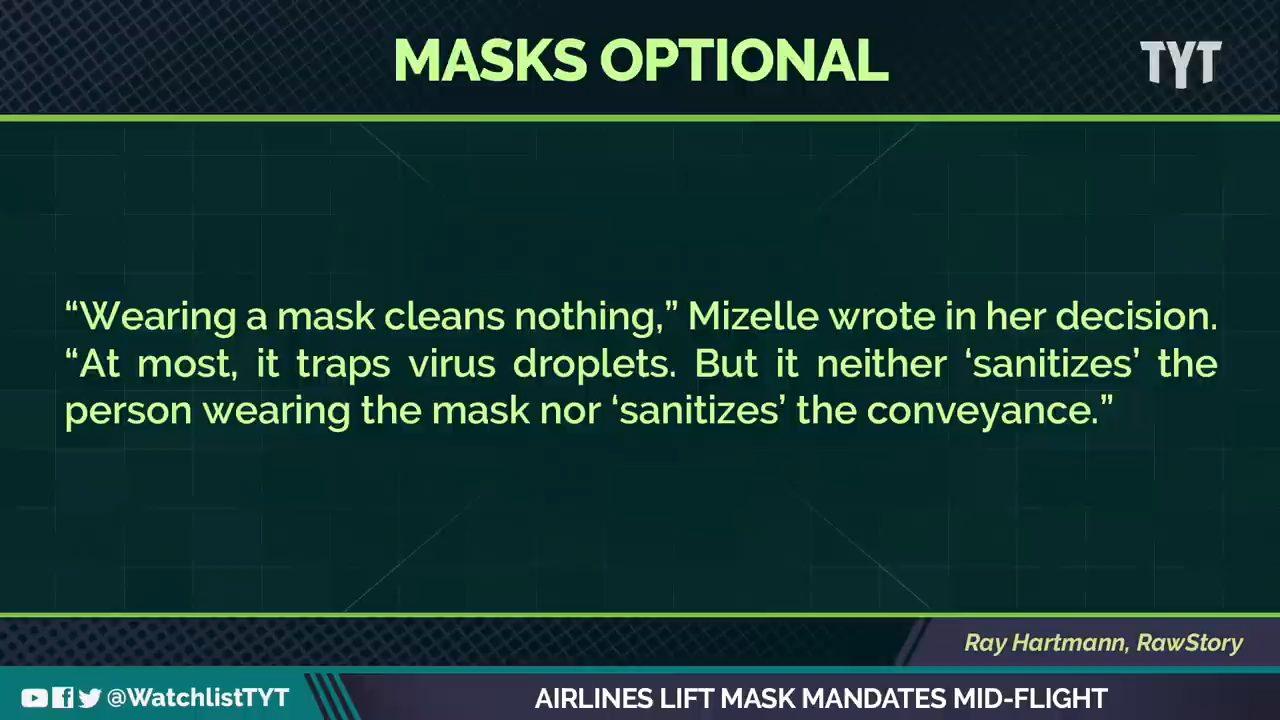 MASKS OPTIONAL
TYT
“Wearing a mask cleans nothing,” Mizelle wrote in her decision.
“At most, it traps virus droplets. But it neither ‘sanitizes’ the
person wearing the mask nor ‘sanitizes’ the conveyance.”
Ray Hartmann, RawStory
@WatchlistTYT
AIRLINES LIFT MASK MANDATES MID-FLIGHT